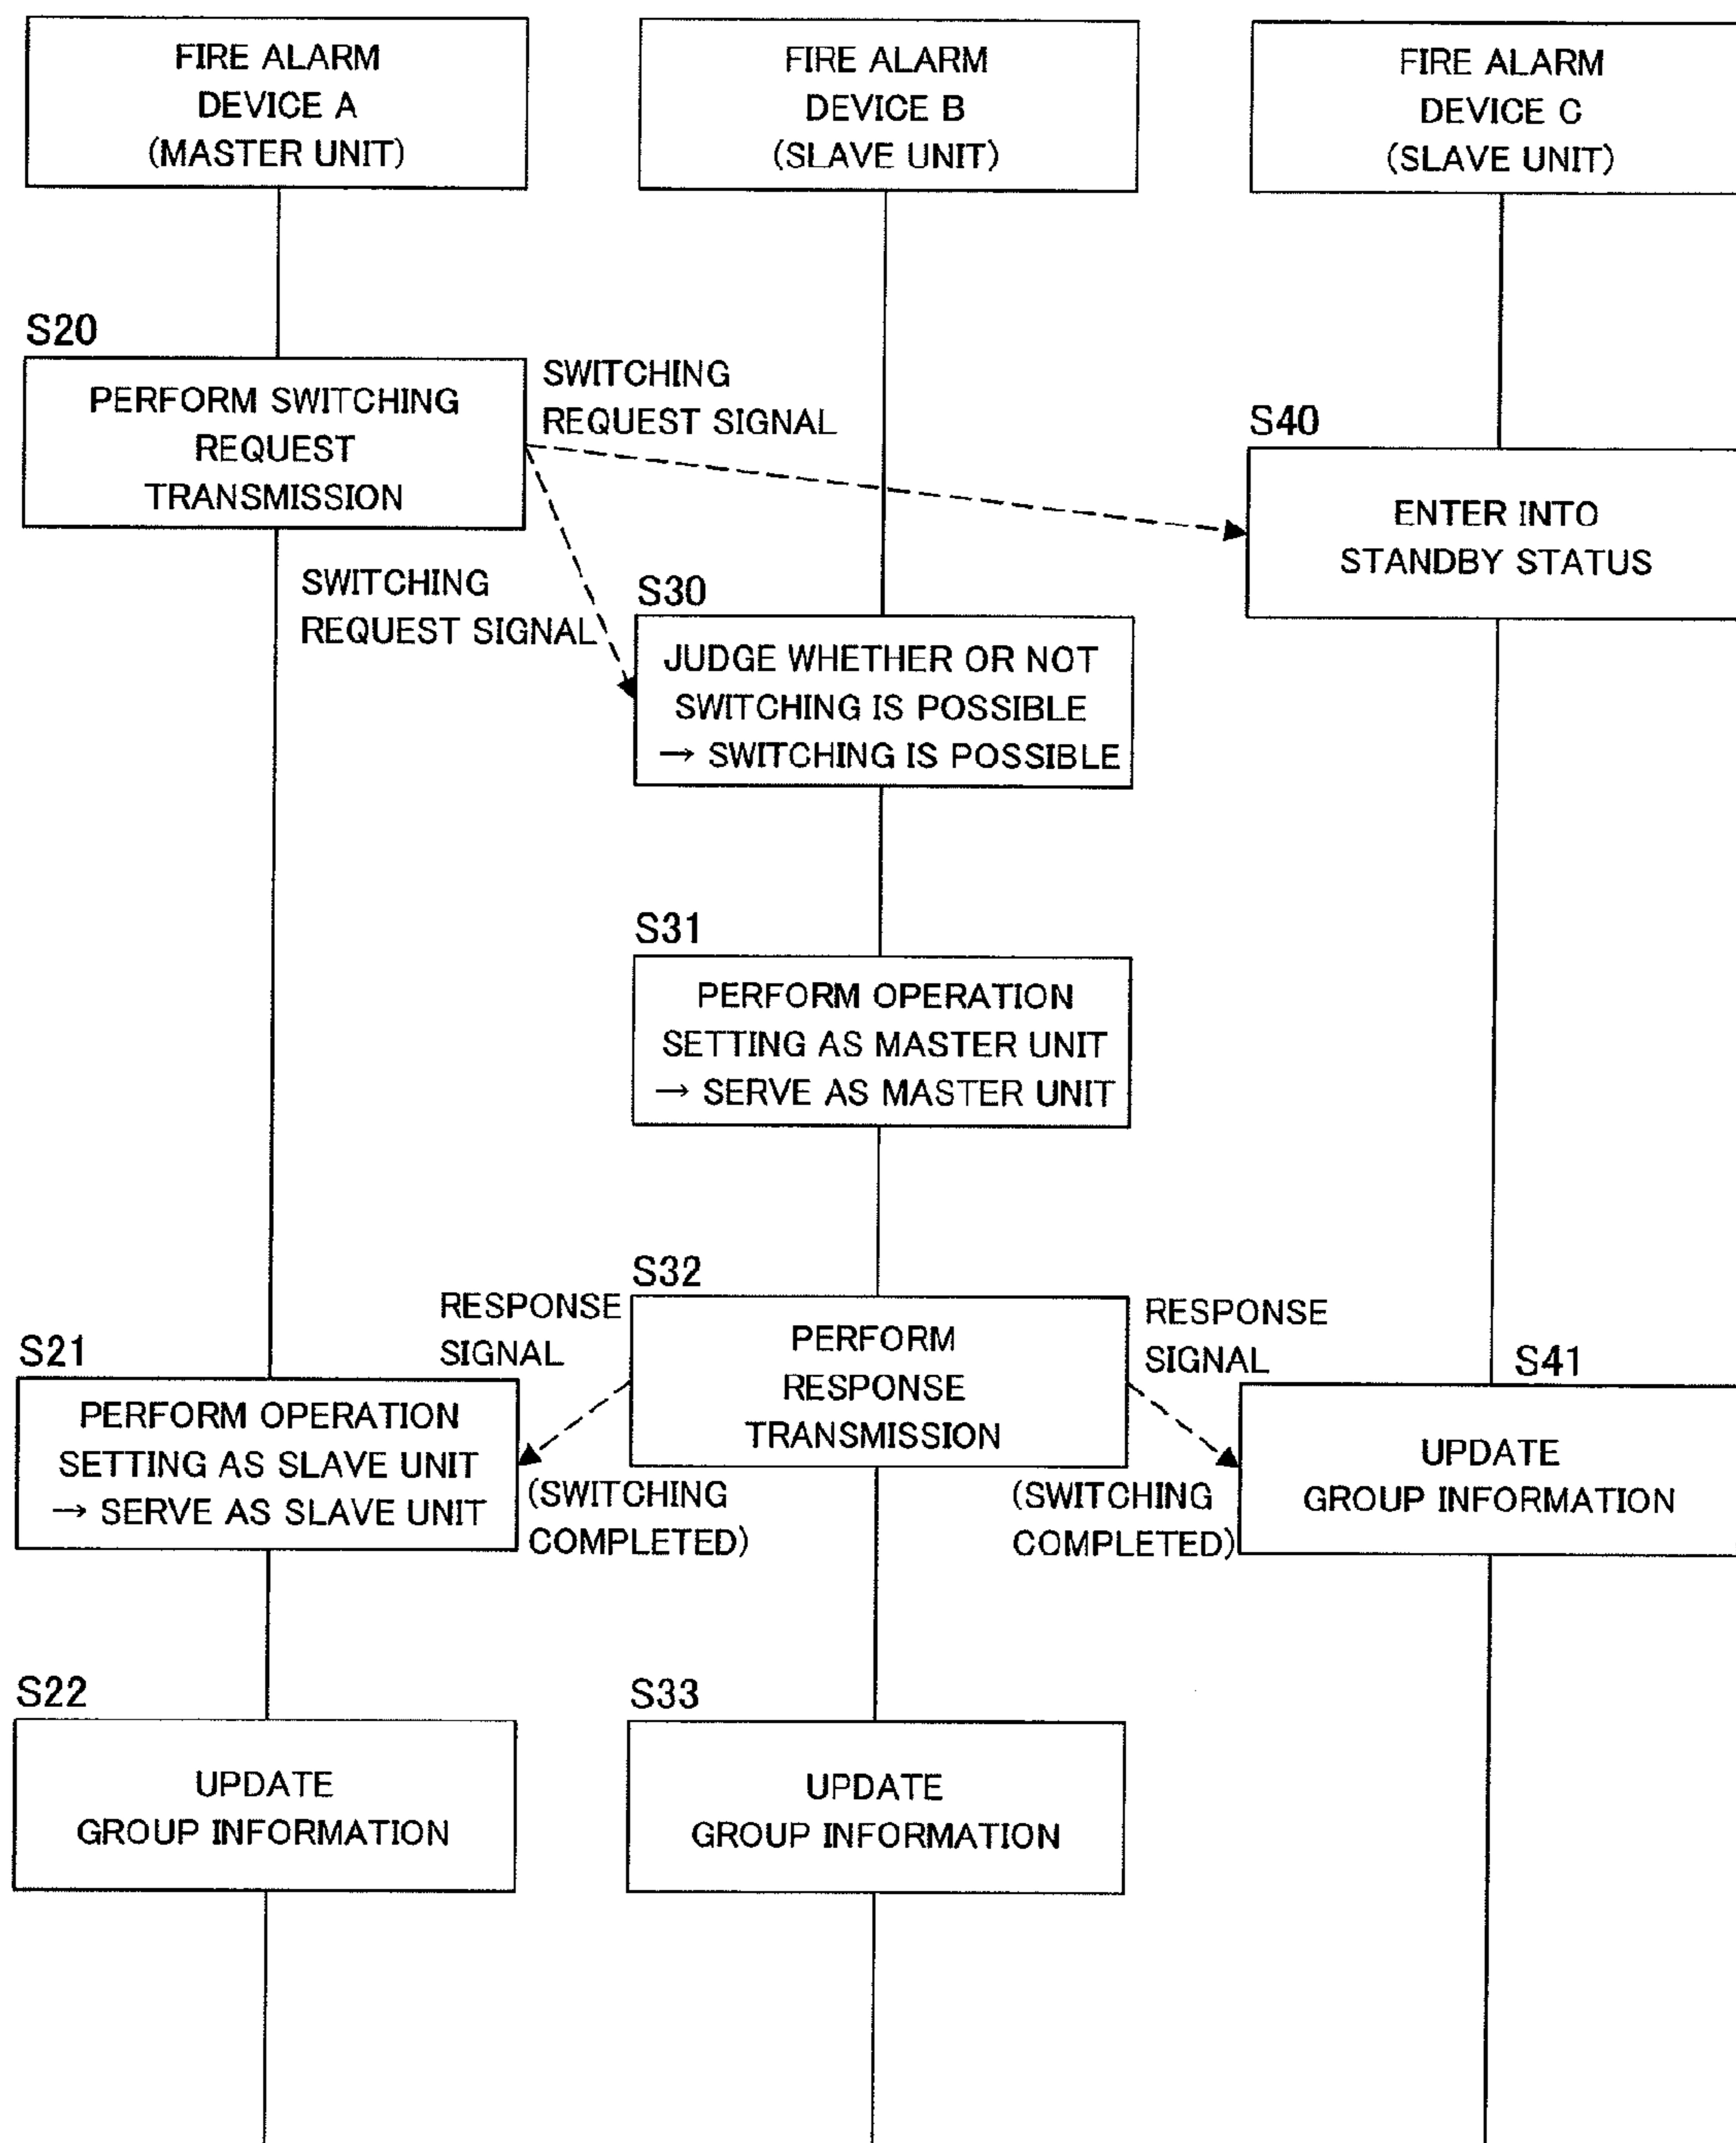 FIRE ALARM
DEVICE A
(MASTER UNIT)
FIRE ALARM
DEVICE B
(SLAVE UNIT)
FIRE ALARM
DEVICE C
(SLAVE UNIT)
S20
PERFORM SWITCHING
REQUEST
TRANSMISSION
SWITCHING
REQUEST SIGNAL
S40
ENTER INTO
STANDBY STATUS
SWITCHING
REQUEST SIGNAL
S30
JUDGE WHETHER OR NOT
SWITCHING IS POSSIBLE
→ SWITCHING IS POSSIBLE
S31
PERFORM OPERATION
SETTING AS MASTER UNIT
→ SERVE AS MASTER UNIT
S32
PERFORM
RESPONSE
TRANSMISSION
RESPONSE
SIGNAL
RESPONSE
SIGNAL
S21
PERFORM OPERATION
SETTING AS SLAVE UNIT
→ SERVE AS SLAVE UNIT
(SWITCHING
COMPLETED)
(SWITCHING
COMPLETED)
S41
UPDATE
GROUP INFORMATION
S22
UPDATE
GROUP INFORMATION
S33
UPDATE
GROUP INFORMATION